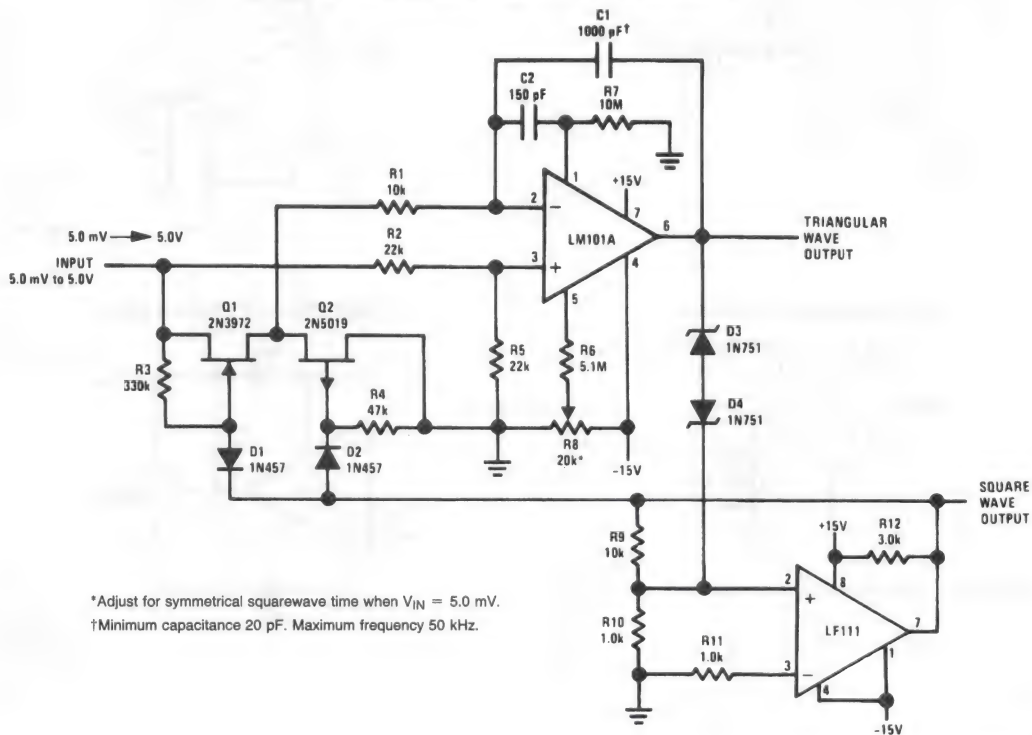 C1
1000 pF†
C2
150 pF
R7
10M
R1
10k
1
+15V
2
−
7
5.0 mV → 5.0V
R2
22k
LM101A
6
TRIANGULAR
WAVE
OUTPUT
INPUT
5.0 mV to 5.0V
3
+
4
Q1
2N3972
Q2
2N5019
5
D3
1N751
R3
330k
R5
22k
R6
5.1M
R4
47k
D4
1N751
D1
1N457
D2
1N457
R8
20k*
-15V
SQUARE
WAVE
OUTPUT
R9
10k
+15V
R12
3.0k
2
+
8
*Adjust for symmetrical squarewave time when VIN = 5.0 mV.
†Minimum capacitance 20 pF. Maximum frequency 50 kHz.
R10
1.0k
R11
1.0k
LF111
7
3
−
1
4
-15V